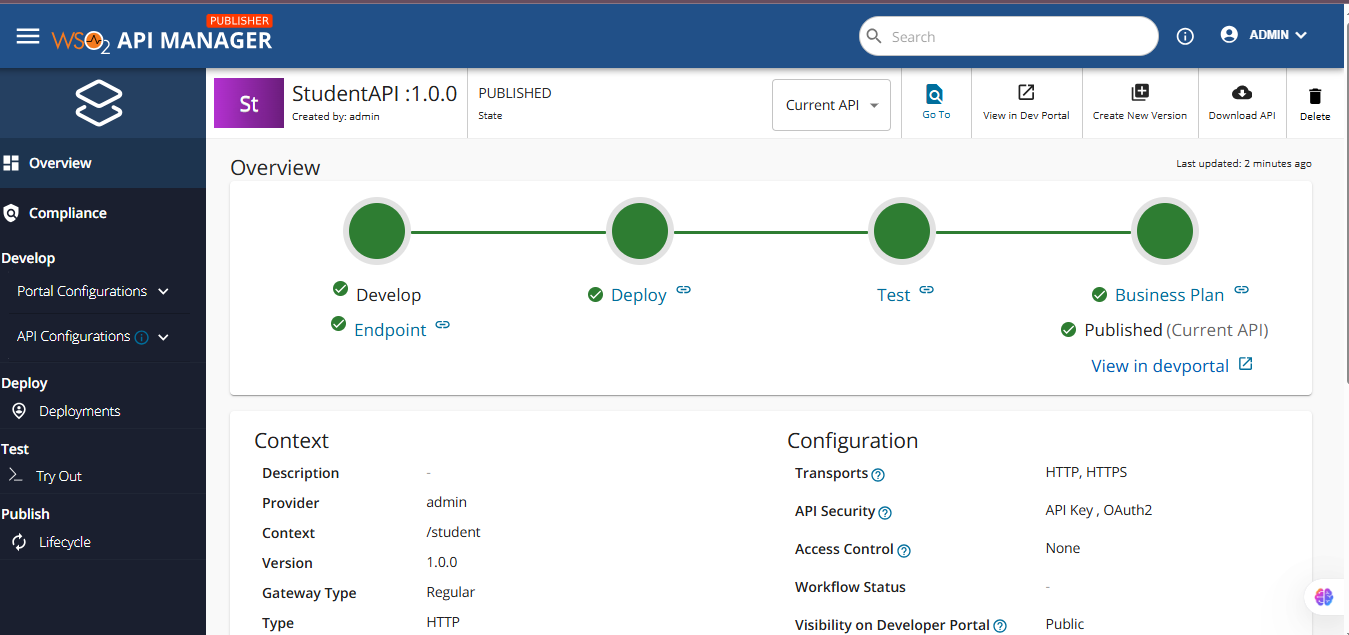 PUBLISHER
WSO2 API MANAGER
Search
ADMIN
St
StudentAPI :1.0.0
Created by: admin
PUBLISHED
State
Current API
Go To
View in Dev Portal
Create New Version
Download API
Delete
Overview
Compliance
Develop
Portal Configurations
API Configurations
Deploy
Deployments
Test
Try Out
Publish
Lifecycle
Overview
Last updated: 2 minutes ago
Develop
Endpoint
Deploy
Test
Business Plan
Published (Current API)
View in devportal
Context
Description -
Provider admin
Context /student
Version 1.0.0
Gateway Type Regular
Type HTTP
Configuration
Transports HTTP, HTTPS
API Security API Key , OAuth2
Access Control None
Workflow Status -
Visibility on Developer Portal Public